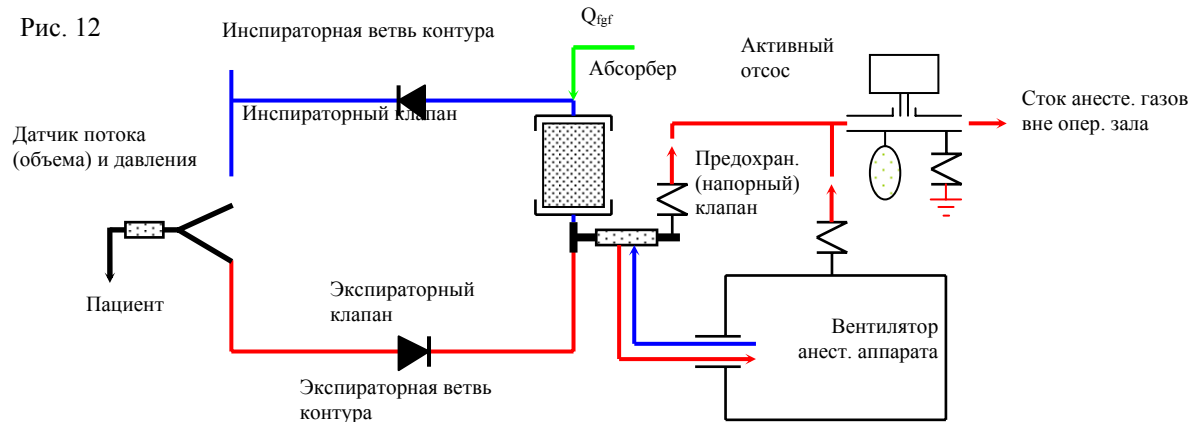 Рис. 12
Инспираторная ветвь контура
Q_fgf
Абсорбер
Активный
отсос
Сток анесте. газов
вне опер. зала
Инспираторный клапан
Датчик потока
(объема) и давления
Предохран.
(напорный)
клапан
Пациент
Экспираторный
клапан
Вентилятор
анест. аппарата
Экспираторная ветвь
контура